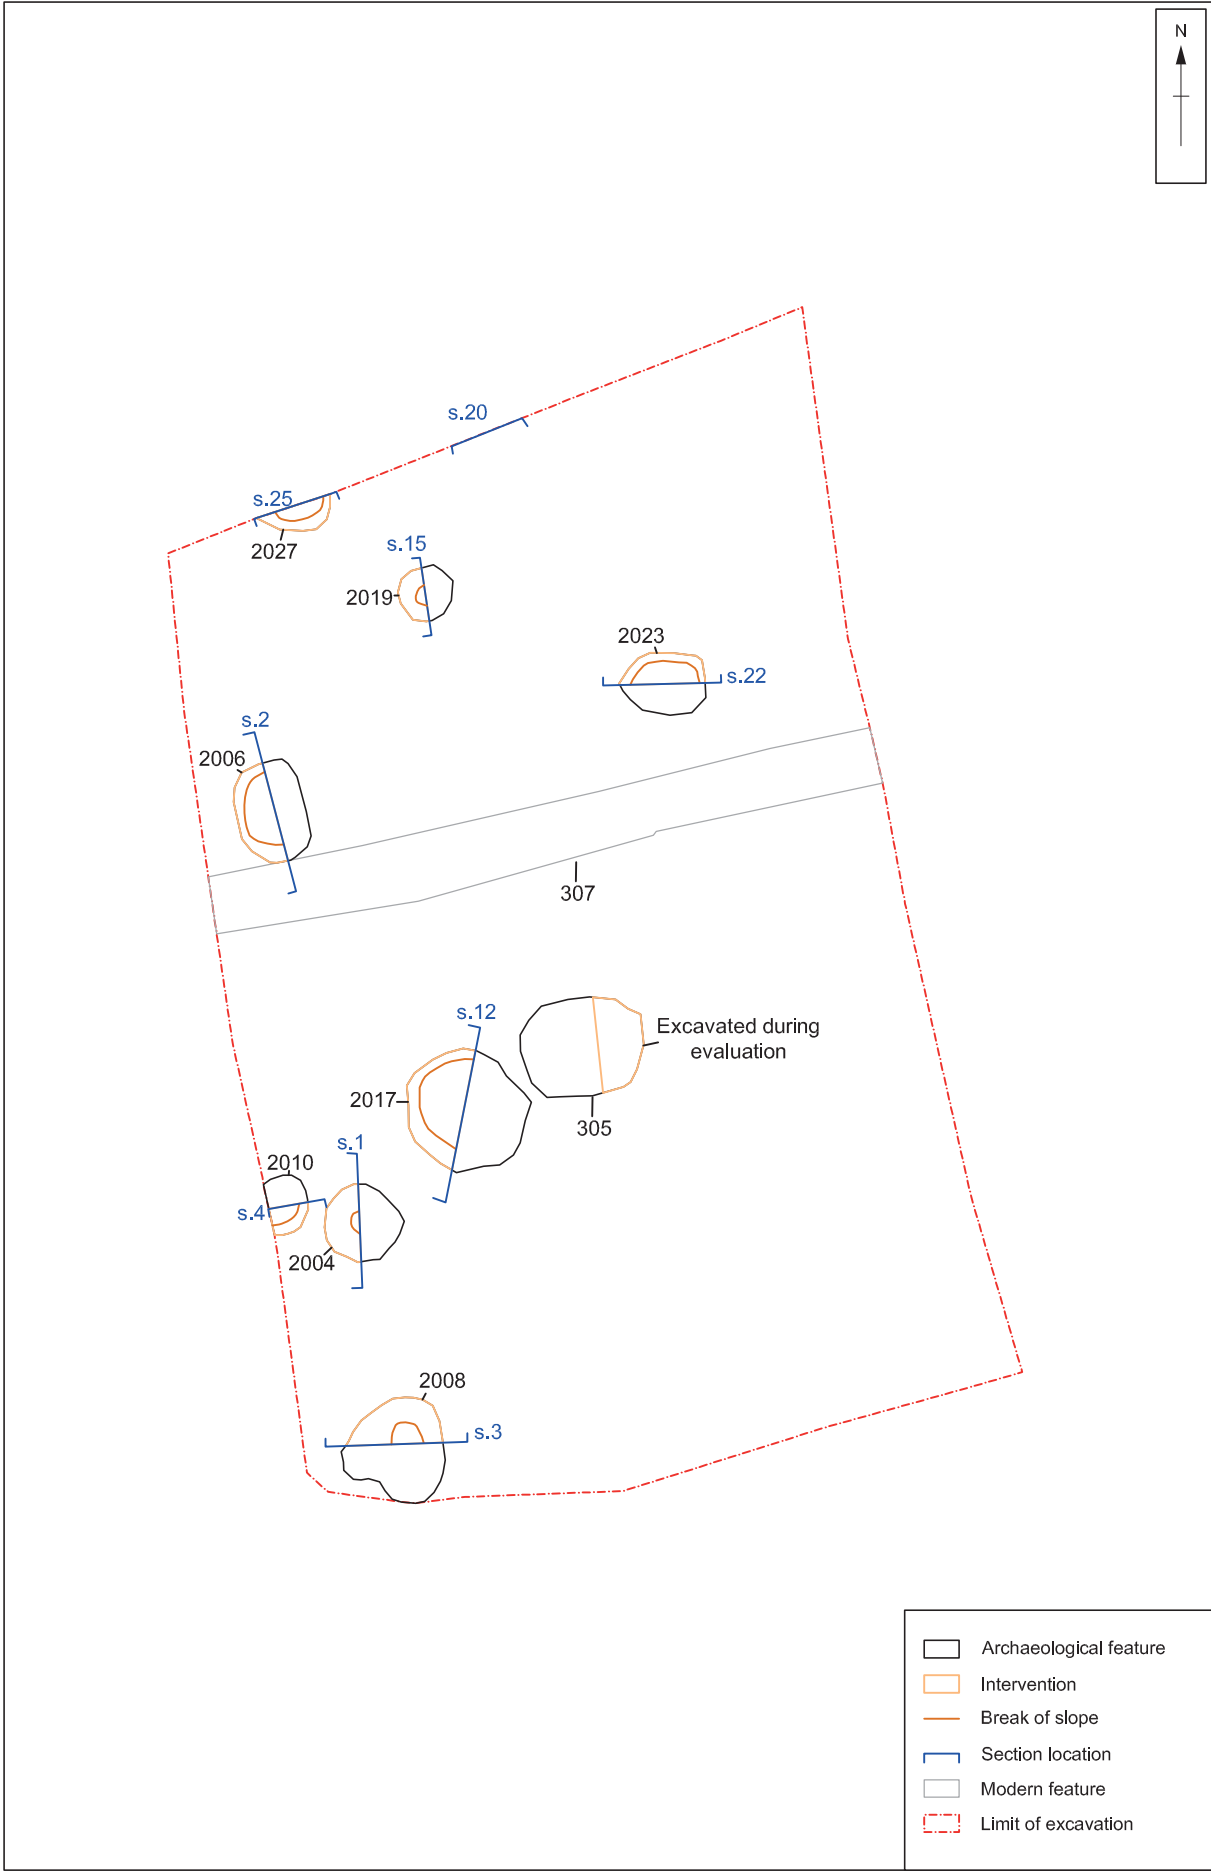 N
s.20
s.25
2027
s.15
2019
2023
s.22
s.2
2006
307
s.12
Excavated during
evaluation
2017
305
s.1
2010
s.4
2004
2008
s.3
Archaeological feature
Intervention
Break of slope
Section location
Modern feature
Limit of excavation